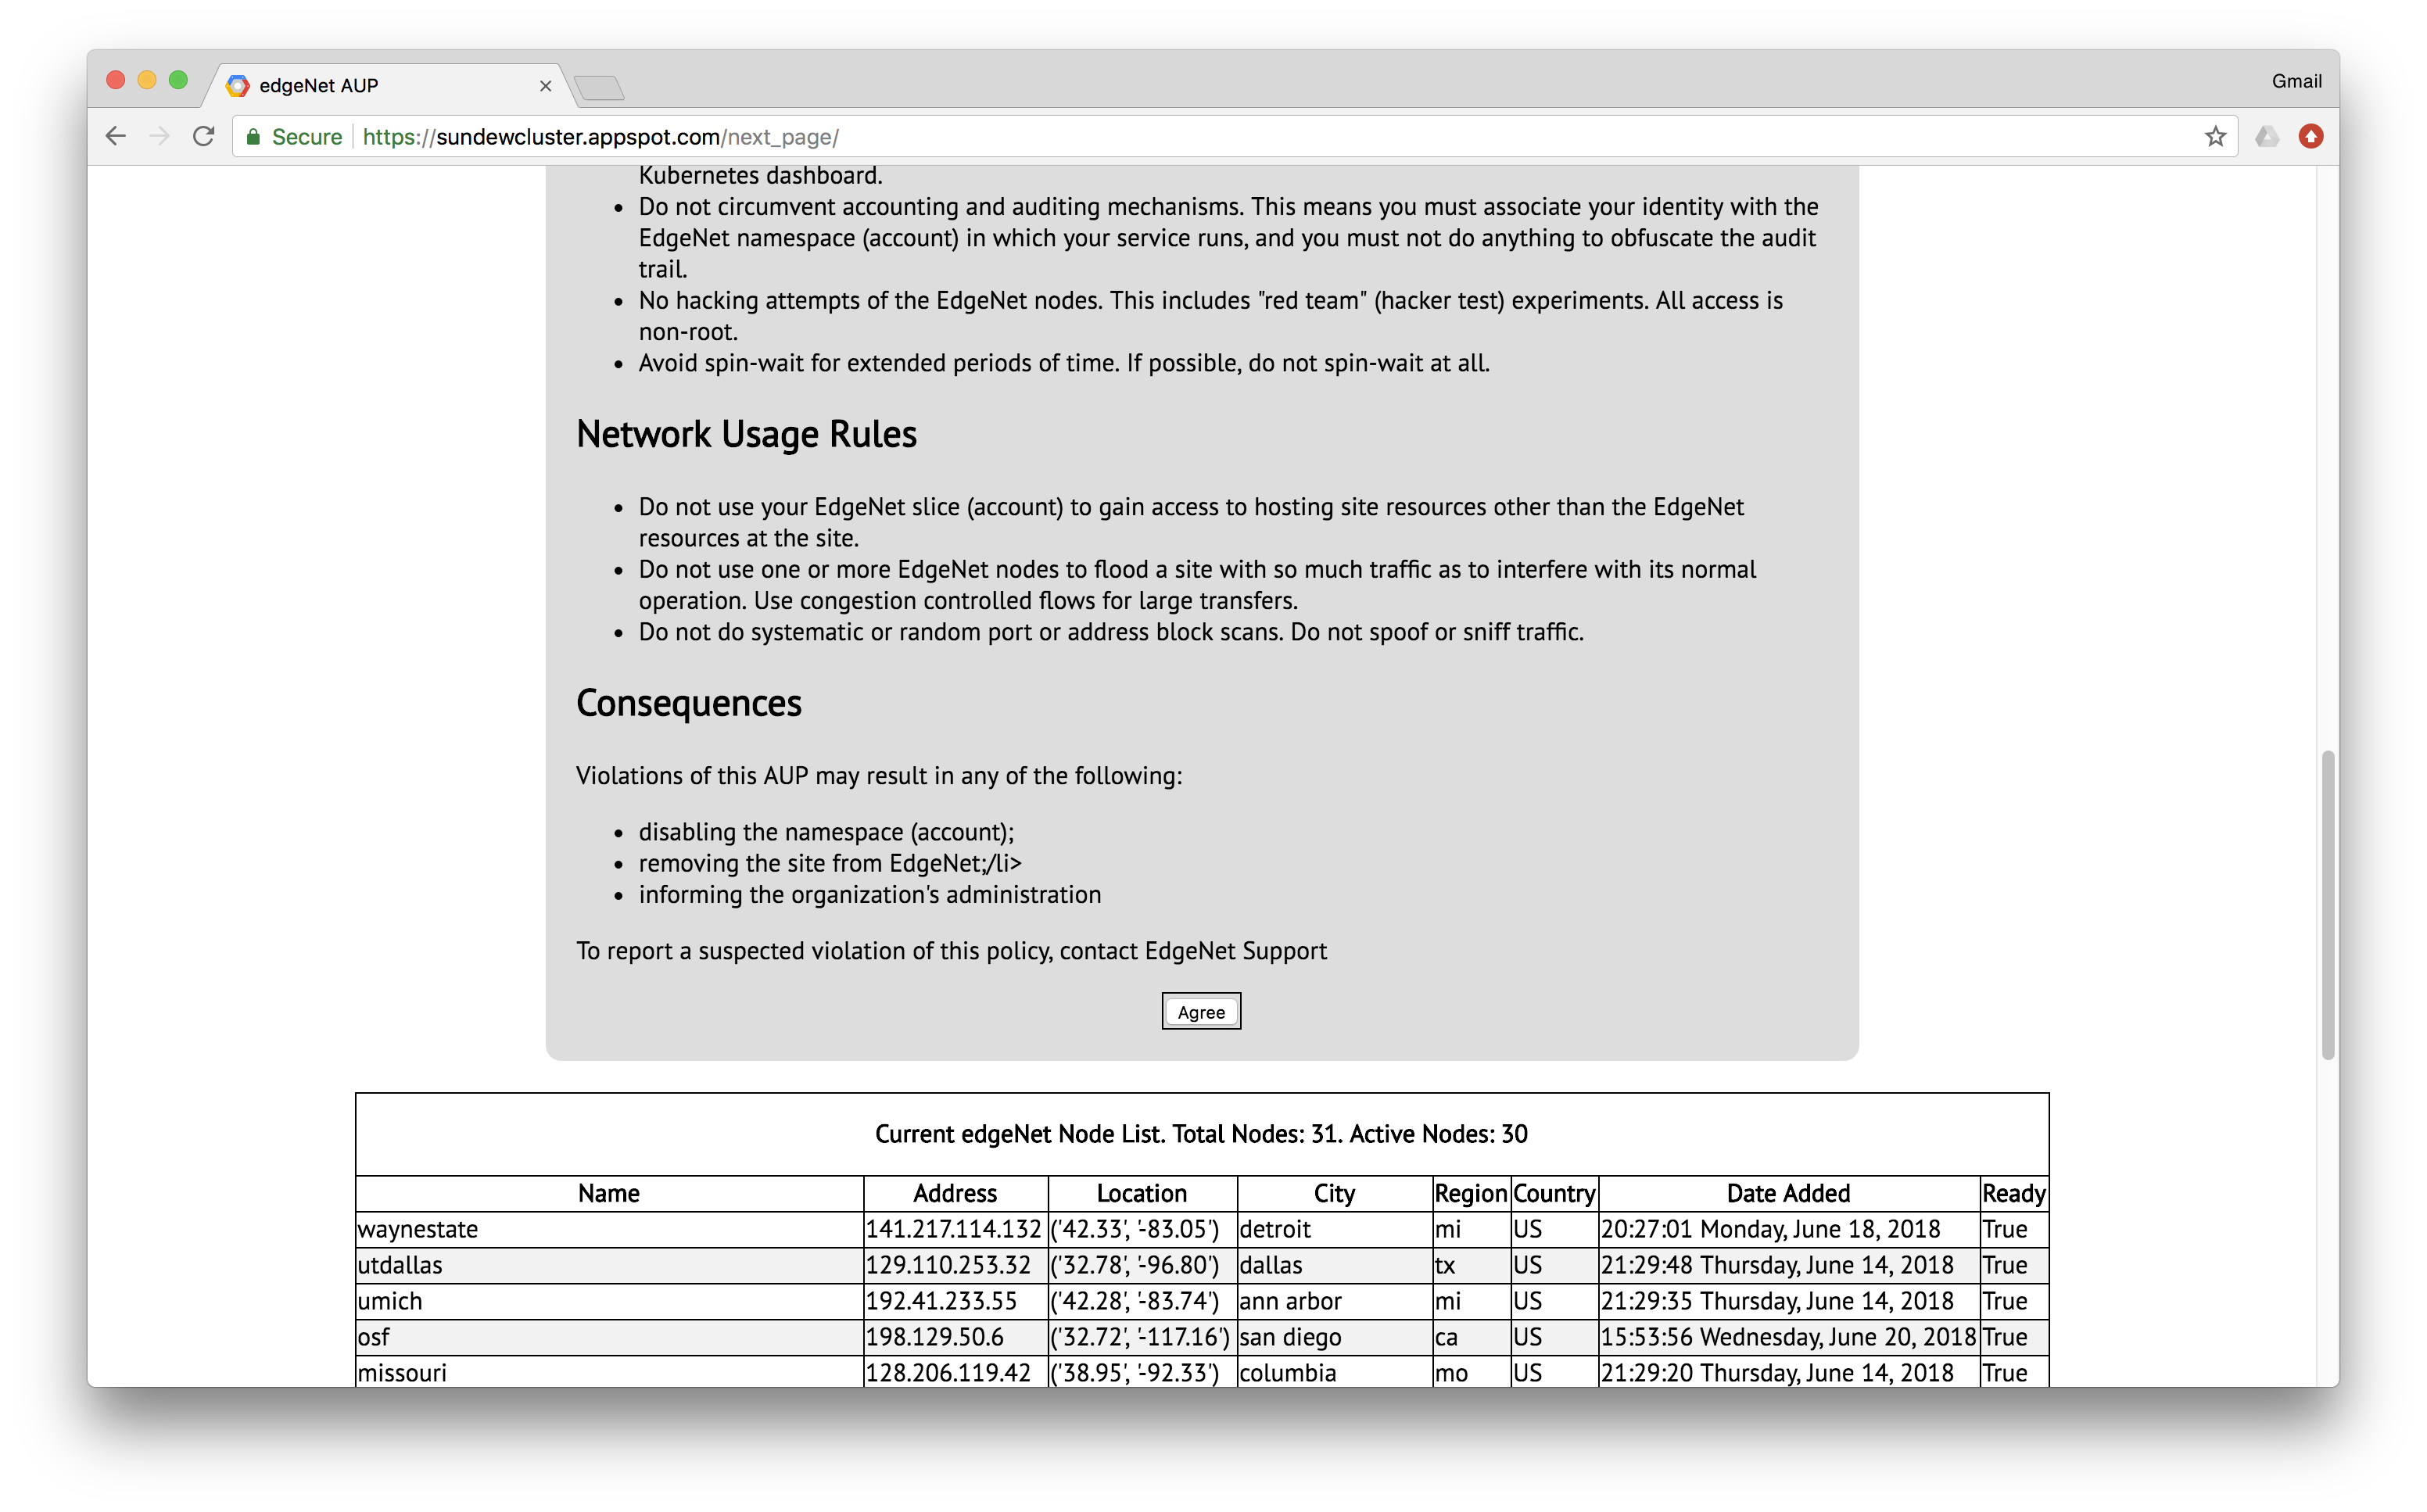 edgeNet AUP
Gmail
Secure https://sundewcluster.appspot.com/next_page/
Kubernetes dashboard.
• Do not circumvent accounting and auditing mechanisms. This means you must associate your identity with the
EdgeNet namespace (account) in which your service runs, and you must not do anything to obfuscate the audit
trail.
• No hacking attempts of the EdgeNet nodes. This includes "red team" (hacker test) experiments. All access is
non-root.
• Avoid spin-wait for extended periods of time. If possible, do not spin-wait at all.
Network Usage Rules
• Do not use your EdgeNet slice (account) to gain access to hosting site resources other than the EdgeNet
resources at the site.
• Do not use one or more EdgeNet nodes to flood a site with so much traffic as to interfere with its normal
operation. Use congestion controlled flows for large transfers.
• Do not do systematic or random port or address block scans. Do not spoof or sniff traffic.
Consequences
Violations of this AUP may result in any of the following:
• disabling the namespace (account);
• removing the site from EdgeNet;/li>
• informing the organization's administration
To report a suspected violation of this policy, contact EdgeNet Support
Agree
Current edgeNet Node List. Total Nodes: 31. Active Nodes: 30
Name Address Location City Region Country Date Added Ready
waynestate 141.217.114.132 ('42.33', '-83.05') detroit mi US 20:27:01 Monday, June 18, 2018 True
utdallas 129.110.253.32 ('32.78', '-96.80') dallas tx US 21:29:48 Thursday, June 14, 2018 True
umich 192.41.233.55 ('42.28', '-83.74') ann arbor mi US 21:29:35 Thursday, June 14, 2018 True
osf 198.129.50.6 ('32.72', '-117.16') san diego ca US 15:53:56 Wednesday, June 20, 2018 True
missouri 128.206.119.42 ('38.95', '-92.33') columbia mo US 21:29:20 Thursday, June 14, 2018 True